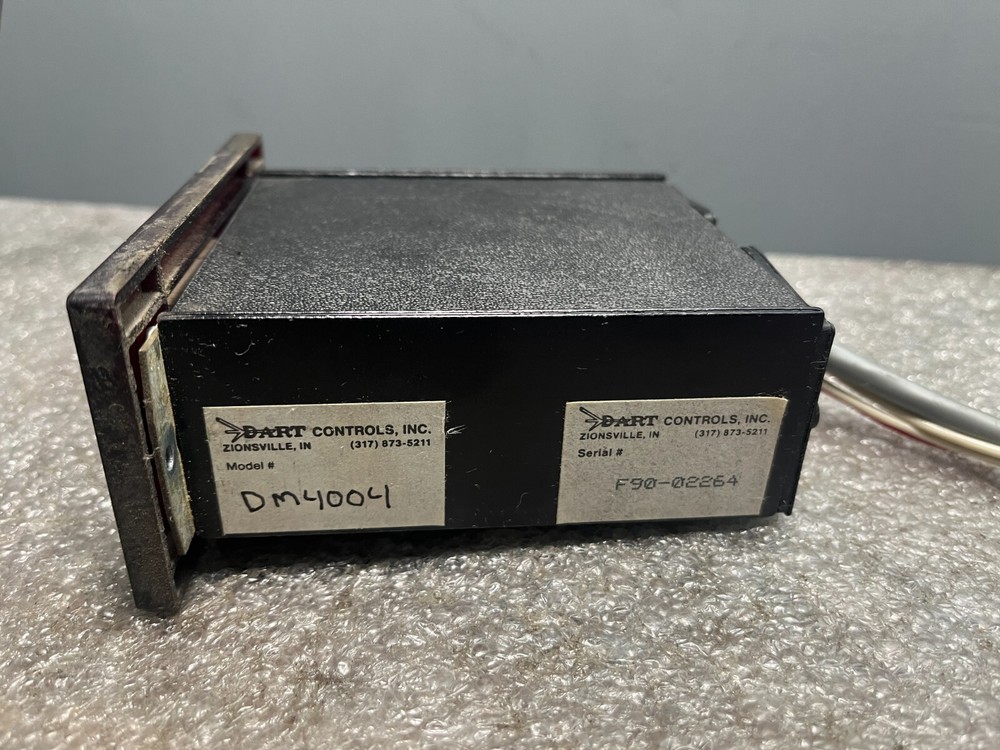 DART CONTROLS, INC.
ZIONSVILLE, IN (317) 873-5211
Model #
DM4004
DART CONTROLS, INC.
ZIONSVILLE, IN (317) 873-5211
Serial #
F90-02264